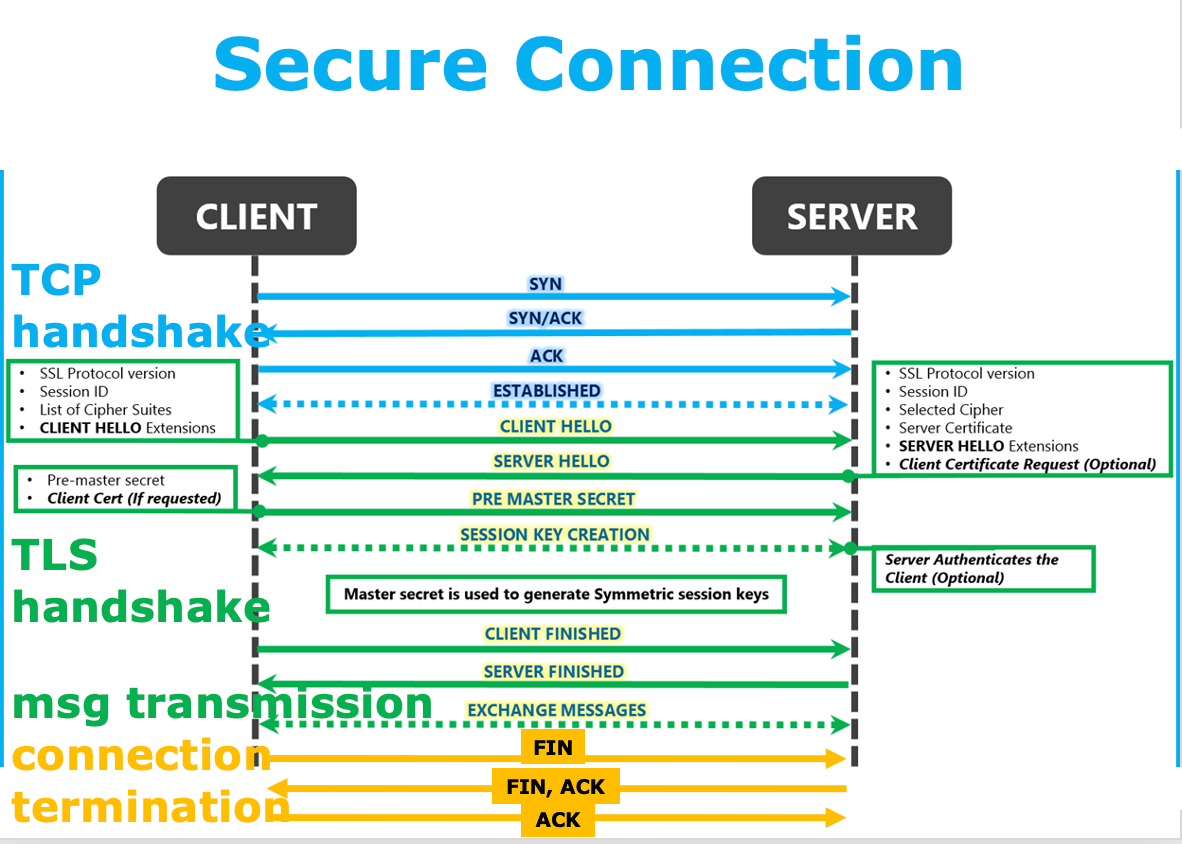 Secure Connection
CLIENT
SERVER
TCP
handshake
SYN
SYN/ACK
ACK
ESTABLISHED
• SSL Protocol version
• Session ID
• List of Cipher Suites
• CLIENT HELLO Extensions
• SSL Protocol version
• Session ID
• Selected Cipher
• Server Certificate
• SERVER HELLO Extensions
• Client Certificate Request (Optional)
CLIENT HELLO
SERVER HELLO
• Pre-master secret
• Client Cert (If requested)
PRE MASTER SECRET
SESSION KEY CREATION
TLS
handshake
Server Authenticates the
Client (Optional)
Master secret is used to generate Symmetric session keys
CLIENT FINISHED
SERVER FINISHED
msg transmission
EXCHANGE MESSAGES
connection
termination
FIN
FIN, ACK
ACK